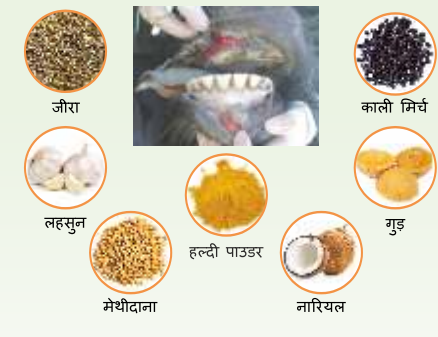 जीरा
काली मिर्च
लहसुन
गुड़
हल्दी पाउडर
मेथीदाना
नारियल